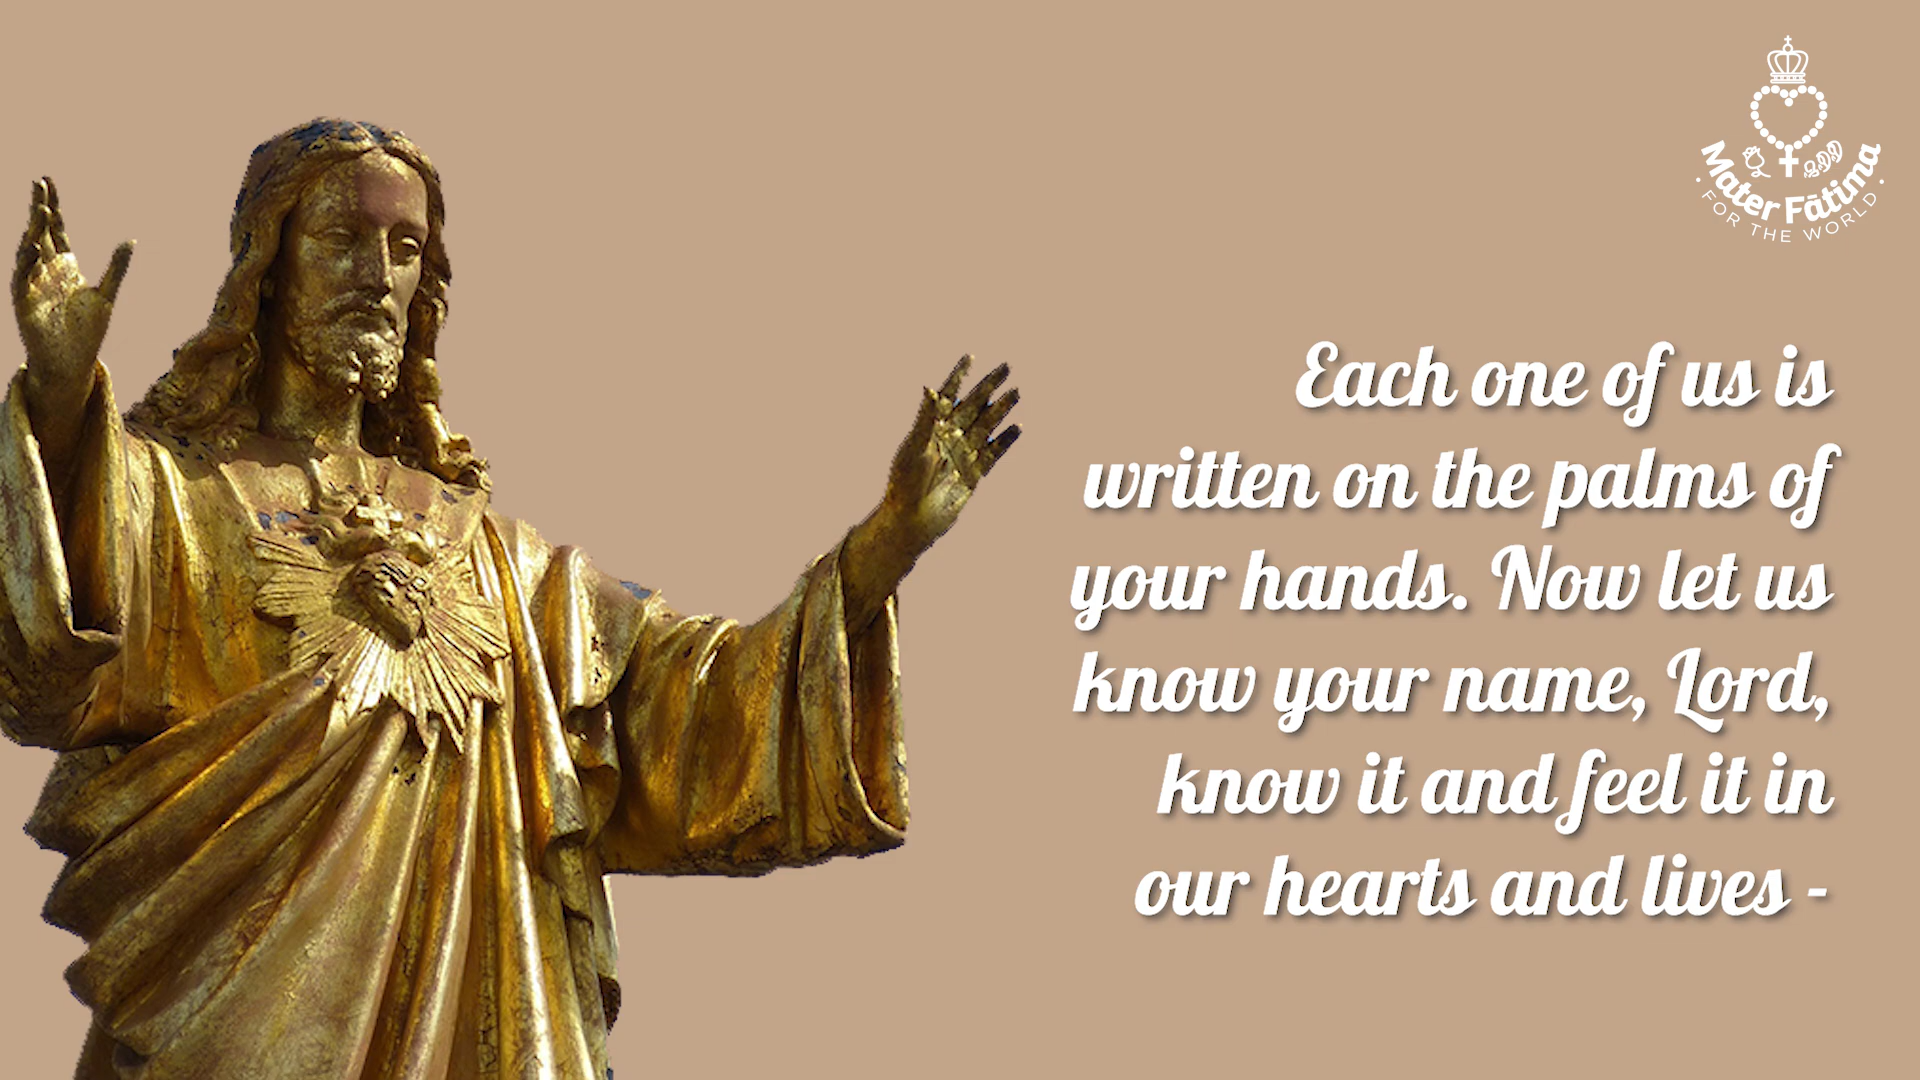 Mater Fātima
· FOR THE WORLD ·
Each one of us is
written on the palms of
your hands. Now let us
know your name, Lord,
know it and feel it in
our hearts and lives -